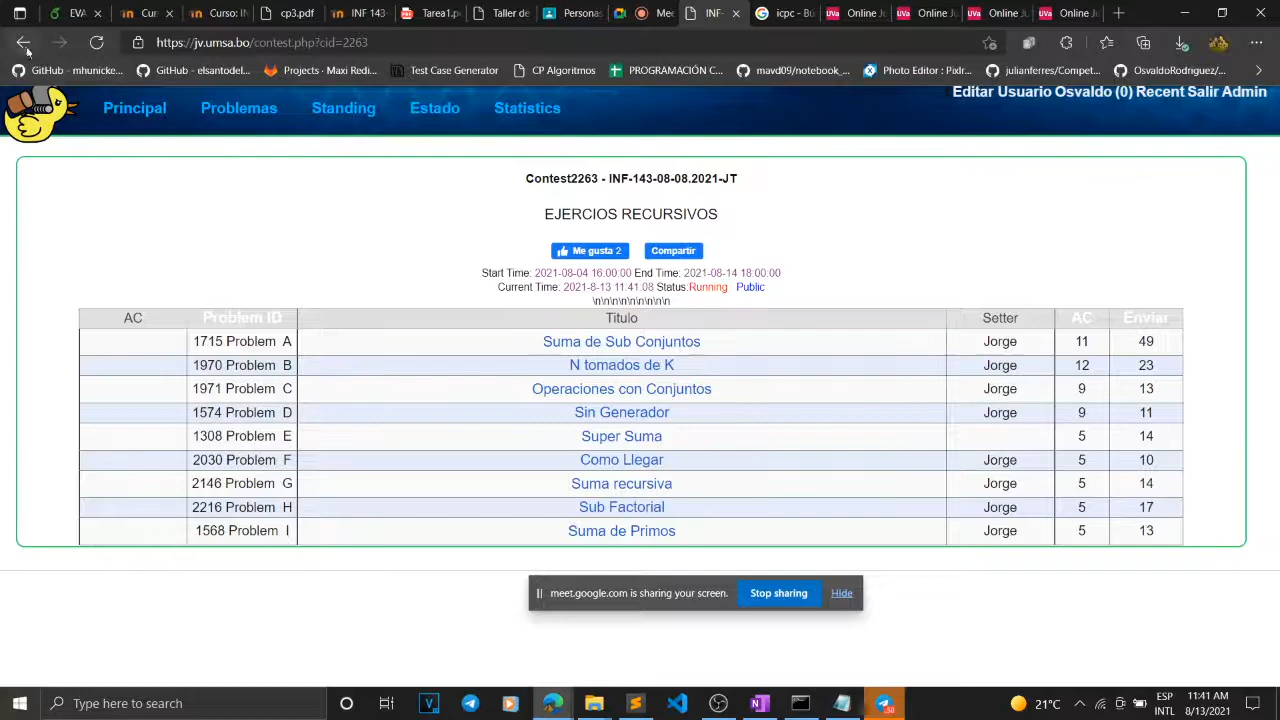 EVA
Cur
Curso IN
cp3.pdf
INF 143-
Tarea1.p
Taller de
Personas
Mee
INF-
icpc - Bú
Online Ju
Online Ju
Online Ju
Online Ju
https://jv.umsa.bo/contest.php?cid=2263
GitHub - mhunicke...
GitHub - elsantodel...
Projects · Maxi Redi...
Test Case Generator
CP Algoritmos
PROGRAMACIÓN C...
mavd09/notebook_...
Photo Editor : Pixlr...
julianferres/Compet...
OsvaldoRodriguez/...
Principal
Problemas
Standing
Estado
Statistics
Editar Usuario Osvaldo (0) Recent Salir Admin
Contest2263 - INF-143-08-08.2021-JT
EJERCIOS RECURSIVOS
Me gusta 2
Compartir
Start Time: 2021-08-04 16:00:00 End Time: 2021-08-14 18:00:00
Current Time: 2021-8-13 11:41:08 Status:Running Public
\n\n\n\n\n\n\n\n
AC Problem ID Titulo Setter AC Enviar
1715 Problem A Suma de Sub Conjuntos Jorge 11 49
1970 Problem B N tomados de K Jorge 12 23
1971 Problem C Operaciones con Conjuntos Jorge 9 13
1574 Problem D Sin Generador Jorge 9 11
1308 Problem E Super Suma 5 14
2030 Problem F Como Llegar Jorge 5 10
2146 Problem G Suma recursiva Jorge 5 14
2216 Problem H Sub Factorial Jorge 5 17
1568 Problem I Suma de Primos Jorge 5 13
meet.google.com is sharing your screen.
Stop sharing
Hide
Type here to search
21°C
ESP
INTL
11:41 AM
8/13/2021